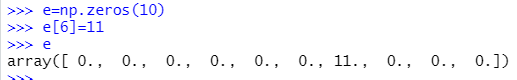 >>> e=np.zeros(10)
>>> e[6]=11
>>> e
array([ 0.,  0.,  0.,  0.,  0.,  0., 11.,  0.,  0.,  0.])
>>>